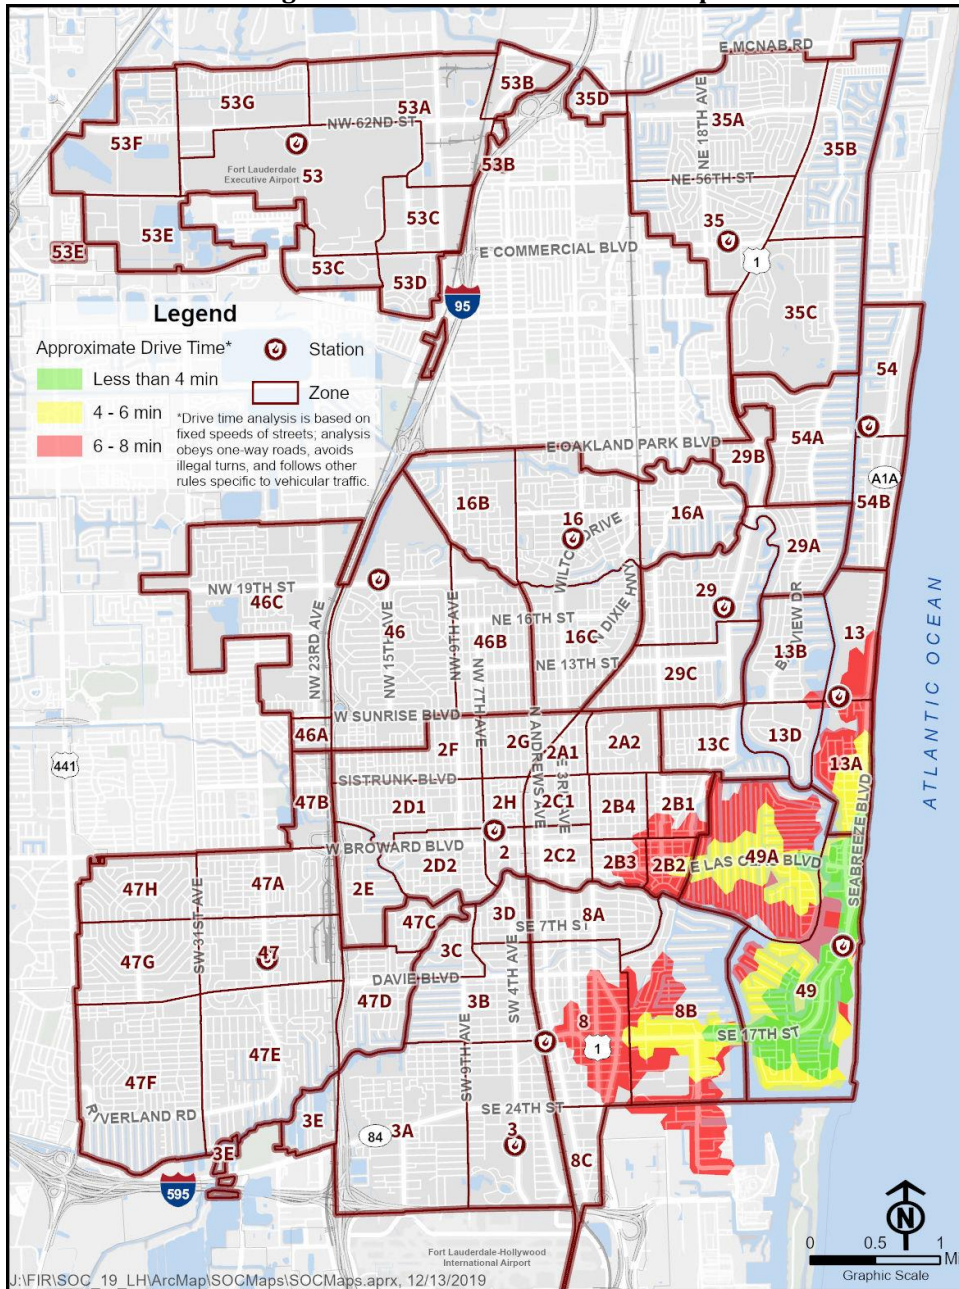 E MCNAB RD
53B
35D
53G
53A
NE 18TH AVE
35A
NW 62ND ST
53F
35B
53B
Fort Lauderdale
Executive Airport
53
NE 56TH ST
53C
35
53E
53E
E COMMERCIAL BLVD
1
53C
53D
95
35C
Legend
Approximate Drive Time*
Station
Less than 4 min
Zone
4 - 6 min
6 - 8 min
*Drive time analysis is based on
fixed speeds of streets; analysis
obeys one-way roads, avoids
illegal turns, and follows other
rules specific to vehicular traffic.
54
E OAKLAND PARK BLVD
54A
29B
A1A
16B
54B
16
16A
DRIVE
29A
NW 19TH ST
46C
N DIXIE HWY
29
NW 23RD AVE
NW 15TH AVE
NW 9TH AVE
46
NE 16TH ST
46B
16C
13
13B
NE 13TH ST
NW 7TH AVE
29C
ATLANTIC OCEAN
W SUNRISE BLVD
46A
N ANDREWS AVE
2F
2G
2A1
2A2
13C
13D
441
13A
SISTRUNK BLVD
47B
2D1
2H
2C1
2B4
2B1
SEABREEZE BLVD
W BROWARD BLVD
2
2C2
2D2
2B3
2B2
49A
47H
47A
2E
SW 31ST AVE
47C
3D
8A
SE 7TH ST
47G
47
3C
SW 4TH AVE
DAVIE BLVD
47D
3B
49
8B
8
SE 17TH ST
1
47E
47F
SW 9TH AVE
SE 24TH ST
VERLAND RD
3E
84
3A
3
3E
8C
595
N
0
0.5
1
Graphic Scale
Fort Lauderdale-Hollywood
International Airport
J:\FIR\SOC_19_LH\ArcMap\SOCMaps\SOCMaps.aprx, 12/13/2019